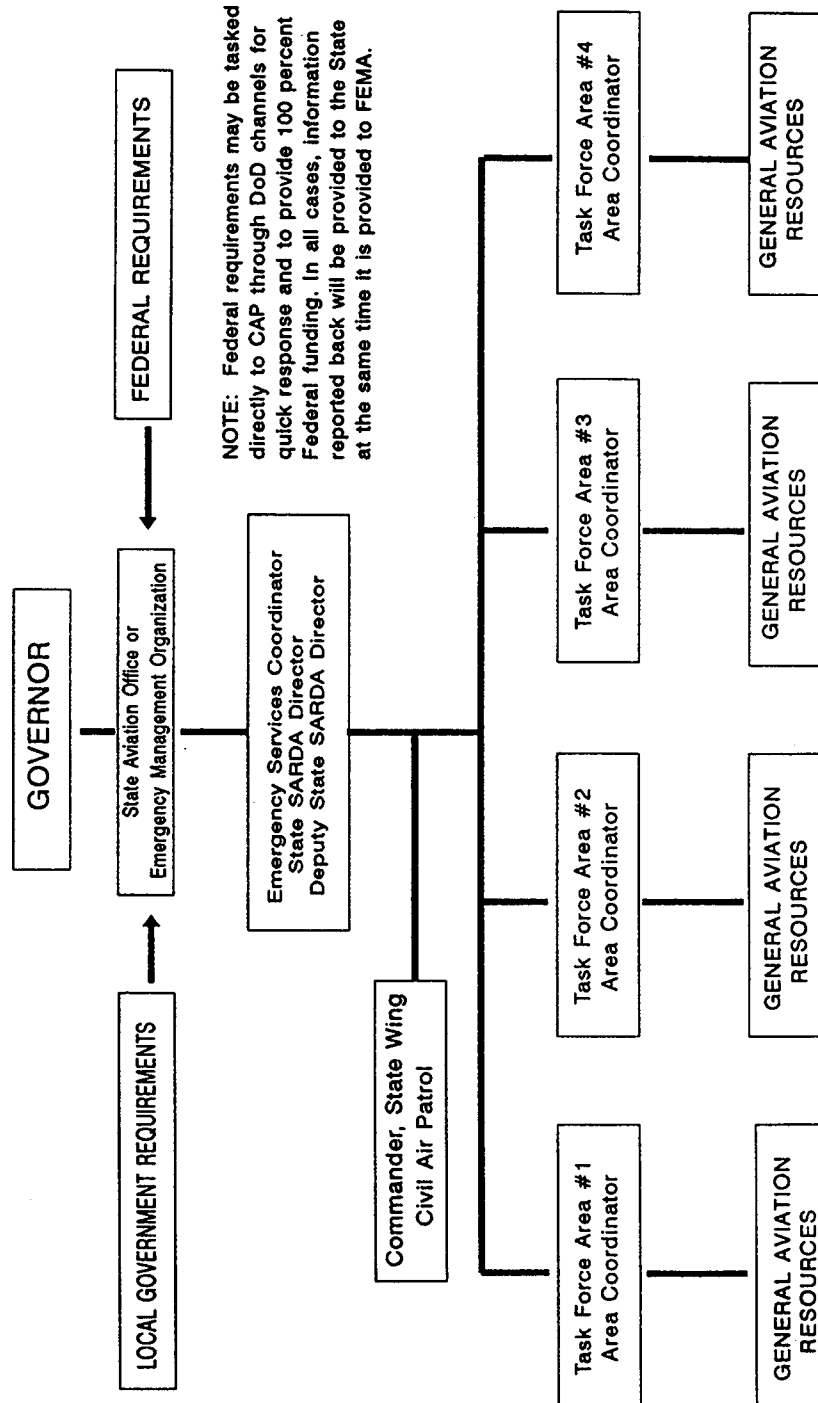 GOVERNOR
LOCAL GOVERNMENT REQUIREMENTS
State Aviation Office or
Emergency Management Organization
FEDERAL REQUIREMENTS
Emergency Services Coordinator
State SARDA Director
Deputy State SARDA Director
NOTE: Federal requirements may be tasked
directly to CAP through DoD channels for
quick response and to provide 100 percent
Federal funding. In all cases, information
reported back will be provided to the State
at the same time it is provided to FEMA.
Commander, State Wing
Civil Air Patrol
Task Force Area #1
Area Coordinator
Task Force Area #2
Area Coordinator
Task Force Area #3
Area Coordinator
Task Force Area #4
Area Coordinator
GENERAL AVIATION
RESOURCES
GENERAL AVIATION
RESOURCES
GENERAL AVIATION
RESOURCES
GENERAL AVIATION
RESOURCES